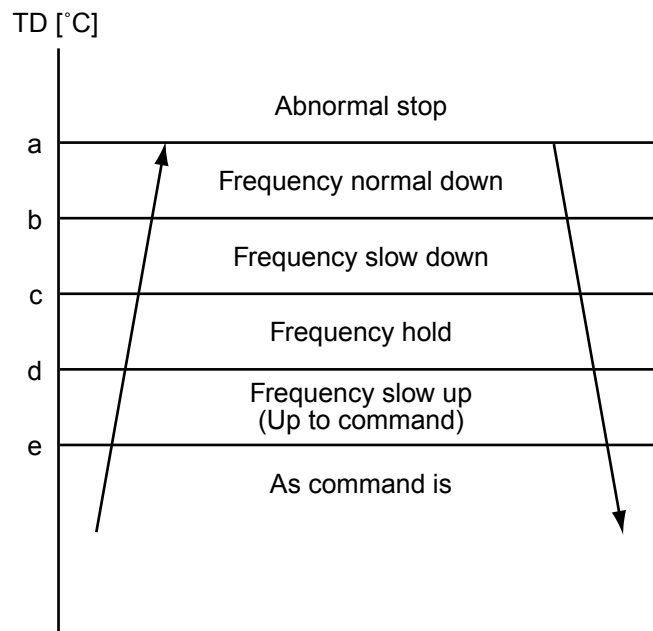 TD [˚C]
Abnormal stop
a
Frequency normal down
b
Frequency slow down
c
Frequency hold
d
Frequency slow up
(Up to command)
e
As command is